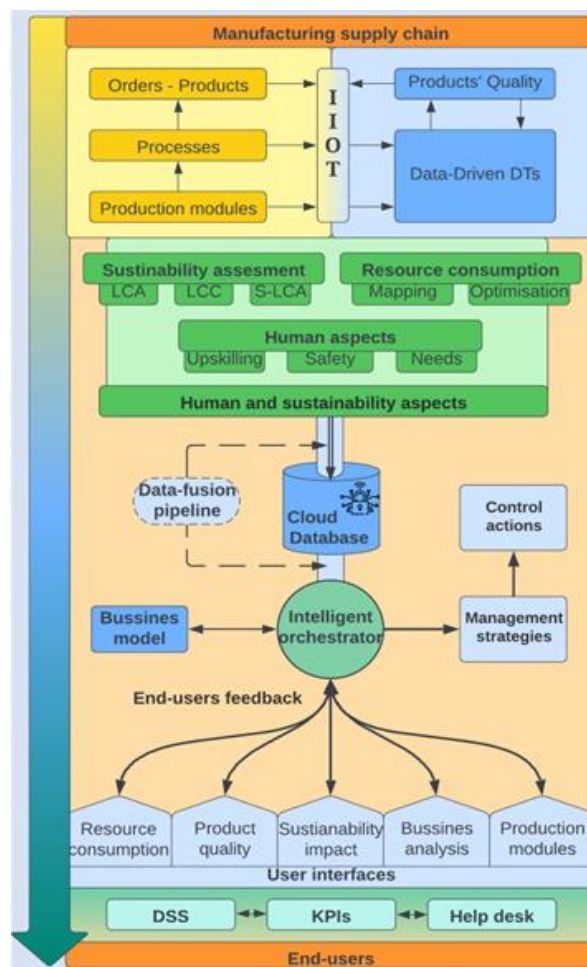 Manufacturing supply chain
Orders - Products
Processes
Production modules
IIOT
Products' Quality
Data-Driven DTs
Sustinability assesment
LCA LCC S-LCA
Resource consumption
Mapping Optimisation
Human aspects
Upskilling Safety Needs
Human and sustainability aspects
Data-fusion
pipeline
Cloud
Database
Control
actions
Bussines
model
Intelligent
orchestrator
Management
strategies
End-users feedback
Resource
consumption
Product
quality
Sustianability
impact
Bussines
analysis
Production
modules
User interfaces
DSS KPIs Help desk
End-users